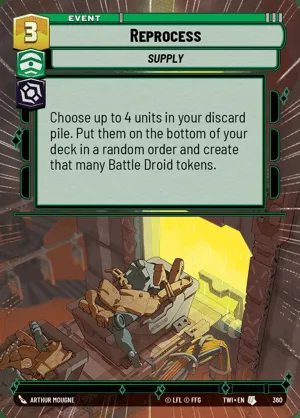 EVENT
3
REPROCESS
SUPPLY
Choose up to 4 units in your discard
pile. Put them on the bottom of your
deck in a random order and create
that many Battle Droid tokens.
ARTHUR MOUGNE
© LFL © FFG
TWI • EN
380